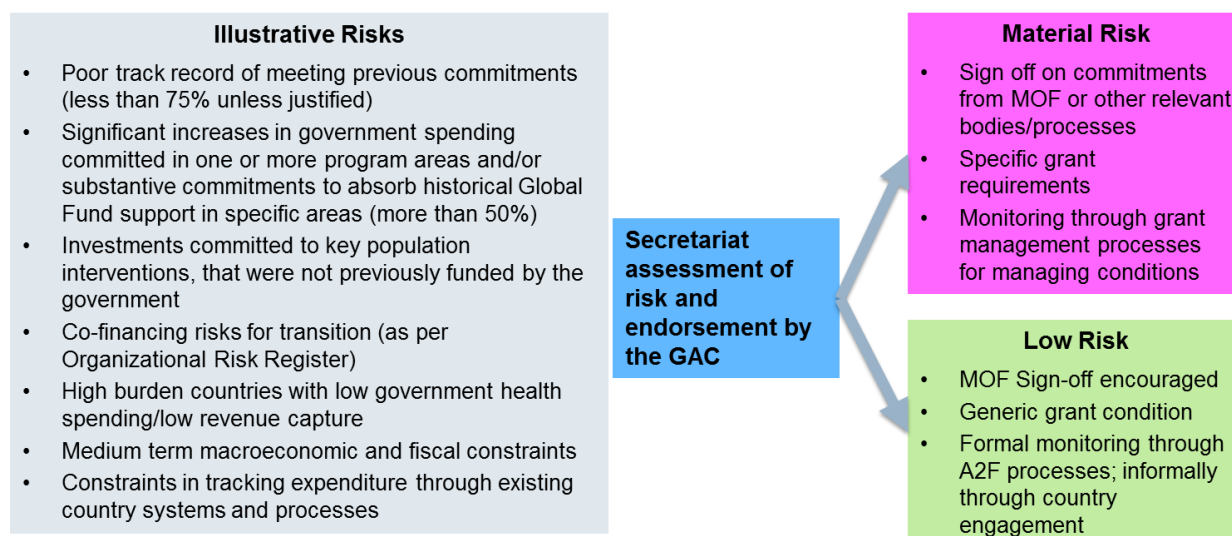 Illustrative Risks
• Poor track record of meeting previous commitments
(less than 75% unless justified)
• Significant increases in government spending
committed in one or more program areas and/or
substantive commitments to absorb historical Global
Fund support in specific areas (more than 50%)
• Investments committed to key population
interventions, that were not previously funded by the
government
• Co-financing risks for transition (as per
Organizational Risk Register)
• High burden countries with low government health
spending/low revenue capture
• Medium term macroeconomic and fiscal constraints
• Constraints in tracking expenditure through existing
country systems and processes
Secretariat
assessment of
risk and
endorsement by
the GAC
Material Risk
• Sign off on commitments
from MOF or other relevant
bodies/processes
• Specific grant
requirements
• Monitoring through grant
management processes
for managing conditions
Low Risk
• MOF Sign-off encouraged
• Generic grant condition
• Formal monitoring through
A2F processes; informally
through country
engagement